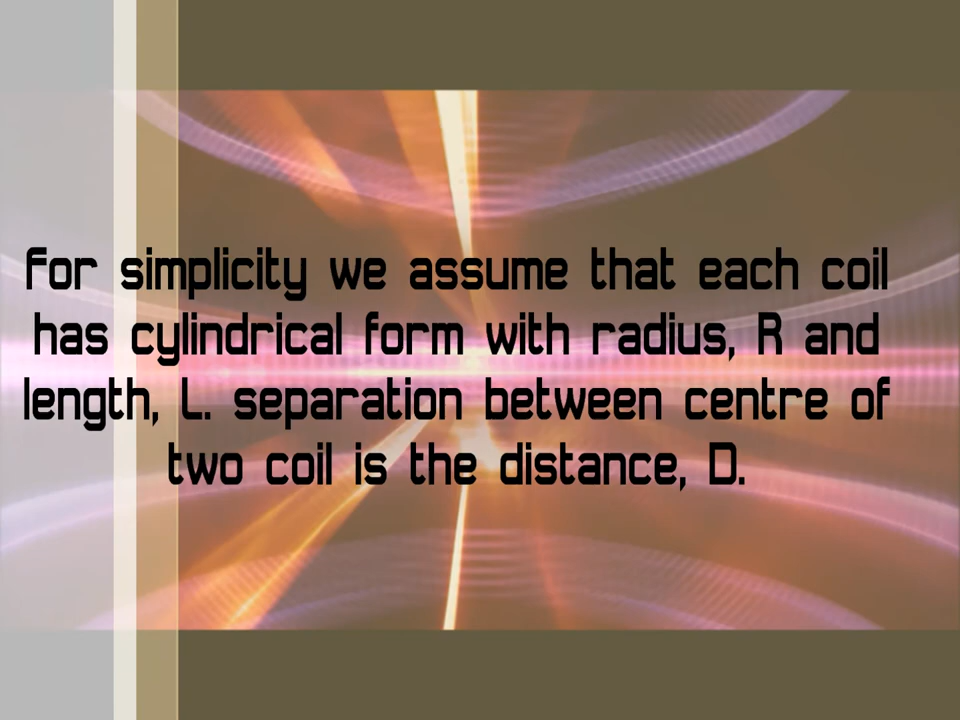 For simplicity we assume that each coil
has cylindrical form with radius, R and
length, L. separation between centre of
two coil is the distance, D.